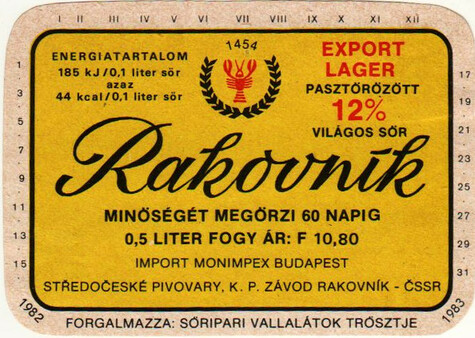 I II III IV V VI VII VIII IX X XI XII
1454
ENERGIATARTALOM
185 kJ/0,1 liter sör
azaz
44 kcal/0,1 liter sör
EXPORT
LAGER
PASZTŐRÖZÖTT
12%
VILÁGOS SŐR
Rakovník
MINŐSÉGÉT MEGŐRZI 60 NAPIG
0,5 LITER FOGY ÁR: F 10,80
IMPORT MONIMPEX BUDAPEST
STŘEDOČESKÉ PIVOVARY, K. P. ZÁVOD RAKOVNÍK - ČSSR
1
3
5
7
9
11
13
15
17
19
21
23
25
27
29
31
1982
1983
FORGALMAZZA: SŐRIPARI VALLALÁTOK TRŐSZTJE